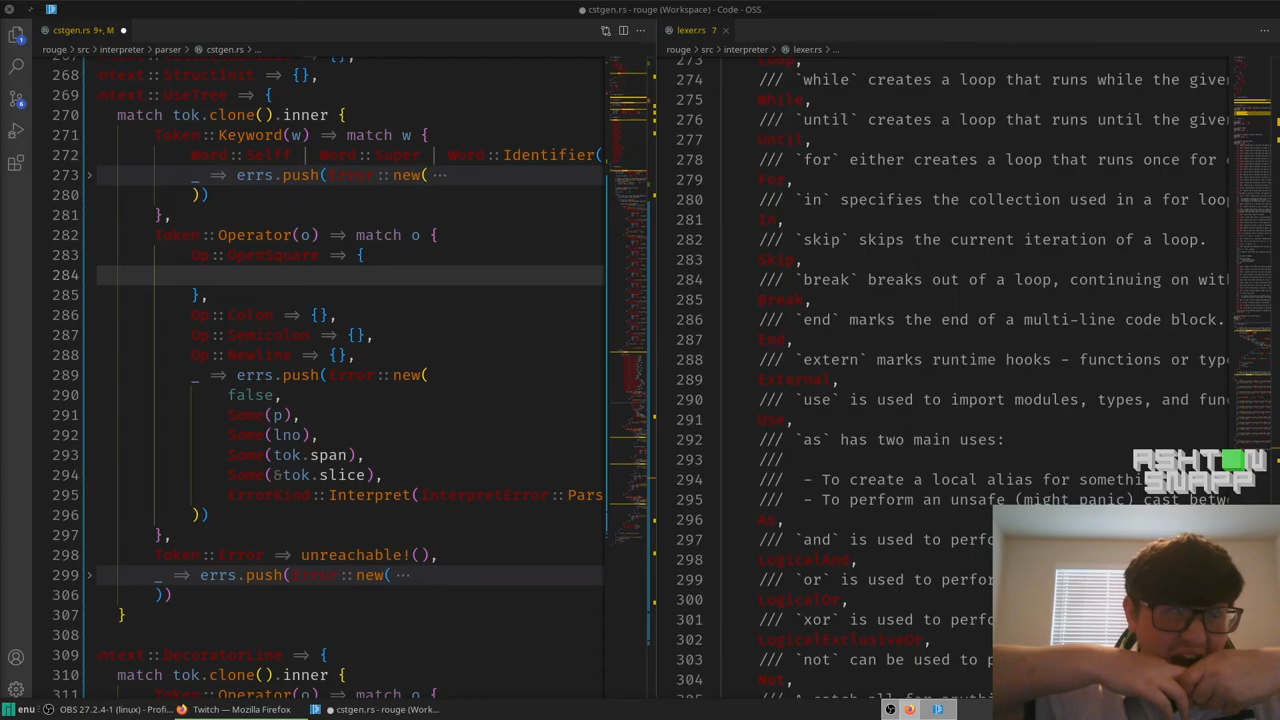 cstgen.rs - rouge (Workspace) - Code - OSS
cstgen.rs 9+, M
rouge > src > interpreter > parser > cstgen.rs > ...
268 ntext::StructInit => {},
269 ntext::UseTree => {
270 match tok.clone().inner {
271 Token::Keyword(w) => match w {
272 Word::Selff | Word::Super | Word::Identifier(
273 _ => errs.push(Error::new( ...
280 ))
281 },
282 Token::Operator(o) => match o {
283 Op::OpenSquare => {
284
285 },
286 Op::Colon => {},
287 Op::Semicolon => {},
288 Op::Newline => {},
289 _ => errs.push(Error::new(
290 false,
291 Some(p),
292 Some(lno),
293 Some(tok.span),
294 Some(&tok.slice),
295 ErrorKind::Interpret(InterpretError::Pars
296 ))
297 },
298 Token::Error => unreachable!(),
299 _ => errs.push(Error::new( ...
306 ))
307 }
308
309 ntext::DecoratorLine => {
310 match tok.clone().inner {
311 Token::Operator(o) => match o {
lexer.rs 7
rouge > src > interpreter > lexer.rs > ...
273 Loop,
274 /// `while` creates a loop that runs while the give
275 While,
276 /// `until` creates a loop that runs until the give
277 Until,
278 /// `for` either creates a loop that runs once for
279 For,
280 /// `in` specifies the collection used in a for loo
281 In,
282 /// `skip` skips the current iteration of a loop.
283 Skip,
284 /// `break` breaks out of a loop, continuing on wit
285 Break,
286 /// `end` marks the end of a multi-line code block.
287 End,
288 /// `extern` marks runtime hooks - functions or typ
289 External,
290 /// `use` is used to import modules, types, and fun
291 Use,
292 /// `as` has two main uses:
293 ///
294 /// - To create a local alias for somethi
295 /// - To perform an unsafe (might panic) cast betw
296 As,
297 /// `and` is used to perfo
298 LogicalAnd,
299 /// `or` is used to perfor
300 LogicalOr,
301 /// `xor` is used to perfo
302 LogicalExclusiveOr,
303 /// `not` can be used to p
304 Not,
305
ASHTON
SNAPP
enu
OBS 27.2.4-1 (linux) - Profi...
Twitch — Mozilla Firefox
cstgen.rs - rouge (Work...